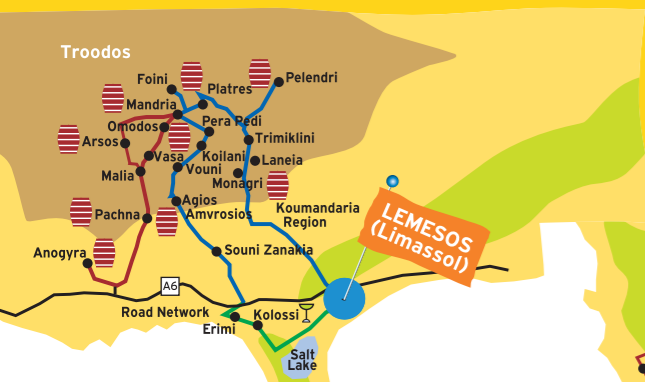 Troodos
Foini
Platres
Pelendri
Mandria
Omodos
Pera Pedi
Arsos
Trimiklini
Vasa
Koilani
Laneia
Malia
Vouni
Monagri
Agios
Amvrosios
Pachna
Koumandaria
Region
LEMESOS
(Limassol)
Anogyra
Souni Zanakia
A6
Road Network
Erimi
Kolossi
Salt
Lake